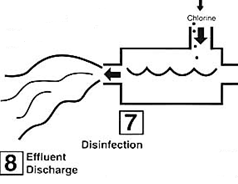 Chlorine
7
Disinfection
8 Effluent
Discharge